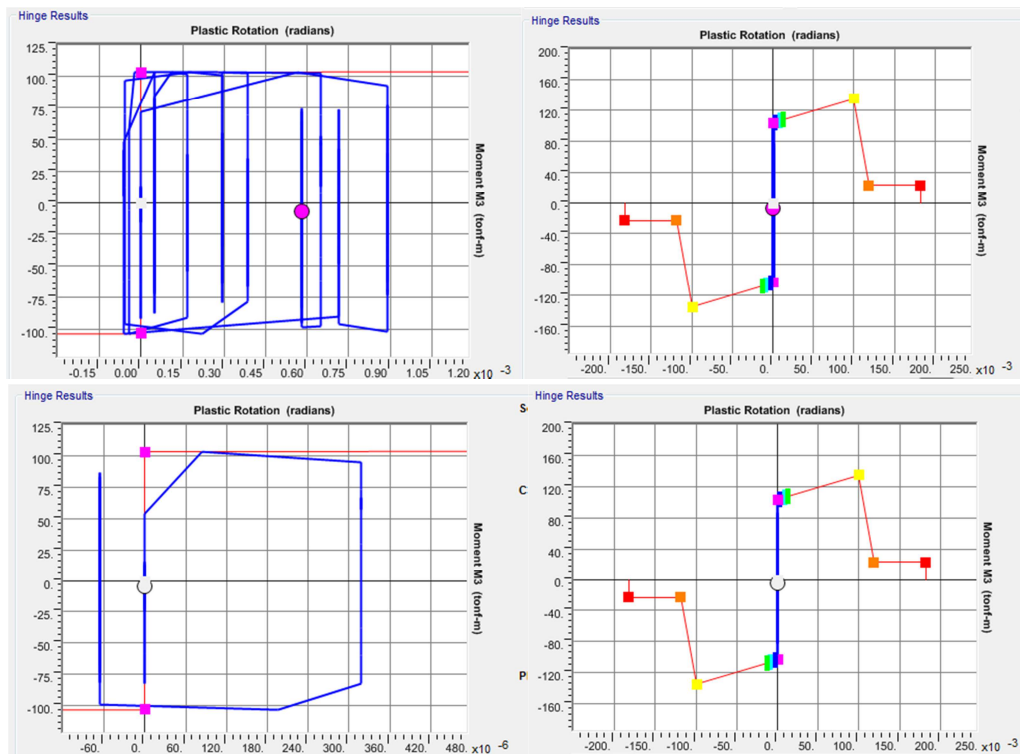 Hinge Results
Plastic Rotation (radians)
125.
100.
75.
50.
25.
0.
-25.
-50.
-75.
-100.
Moment M3 (tonf-m)
-0.15 0.00 0.15 0.30 0.45 0.60 0.75 0.90 1.05 1.20 x10 -3
Hinge Results
Plastic Rotation (radians)
200.
160.
120.
80.
40.
0.
-40.
-80.
-120.
-160.
Moment M3 (tonf-m)
-200. -150. -100. -50. 0. 50. 100. 150. 200. x10 -3
Hinge Results
Plastic Rotation (radians)
125.
100.
75.
50.
25.
0.
-25.
-50.
-75.
-100.
Moment M3 (tonf-m)
-60. 0. 60. 120. 180. 240. 300. 360. 420. 480. x10 -6
S
C
P
Hinge Results
Plastic Rotation (radians)
200.
160.
120.
80.
40.
0.
-40.
-80.
-120.
-160.
Moment M3 (tonf-m)
-200. -150. -100. -50. 0. 50. 100. 150. 200. x10 -3